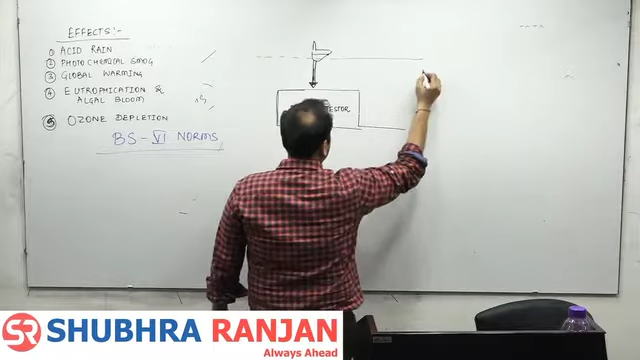 EFFECTS:-
① ACID RAIN
② PHOTOCHEMICAL SMOG
③ GLOBAL WARMING
④ EUTROPHICATION &
ALGAL BLOOM
⑤ OZONE DEPLETION
BS-VI NORMS
SR SHUBHRA RANJAN
Always Ahead